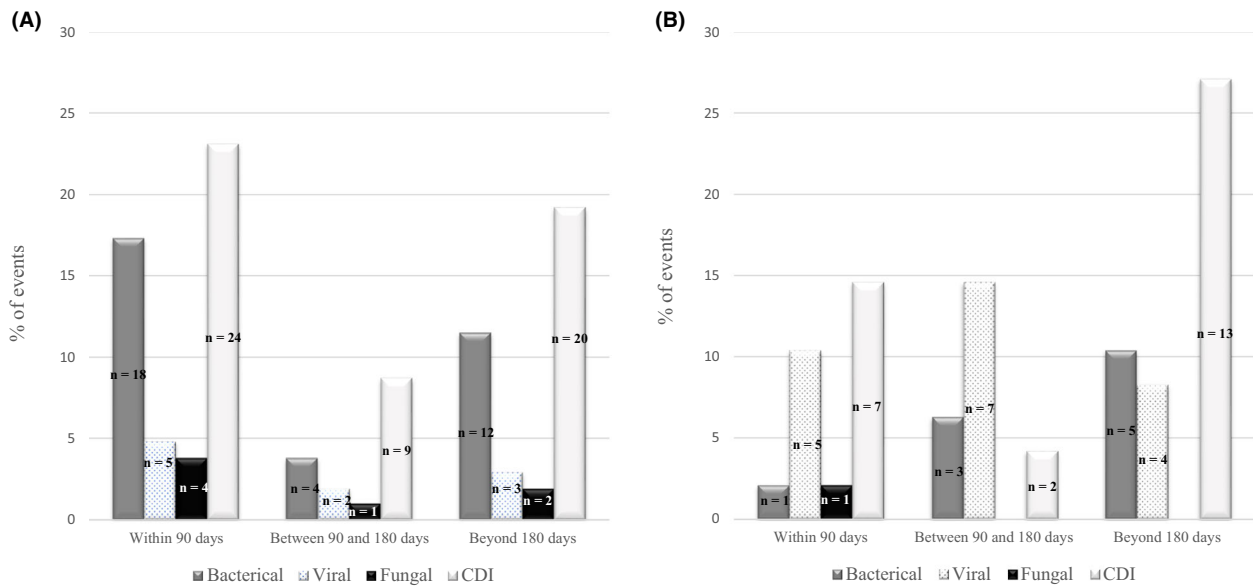 (A)
30
25
20
15
10
5
0
% of events
n = 18
n = 5
n = 4
n = 24
n = 4
n = 2
n = 1
n = 9
n = 12
n = 3
n = 2
n = 20
Within 90 days
Between 90 and 180 days
Beyond 180 days
Bacterical Viral Fungal CDI
(B)
30
25
20
15
10
5
0
% of events
n = 1
n = 5
n = 1
n = 7
n = 3
n = 7
n = 2
n = 5
n = 4
n = 13
Within 90 days
Between 90 and 180 days
Beyond 180 days
Bacterical Viral Fungal CDI